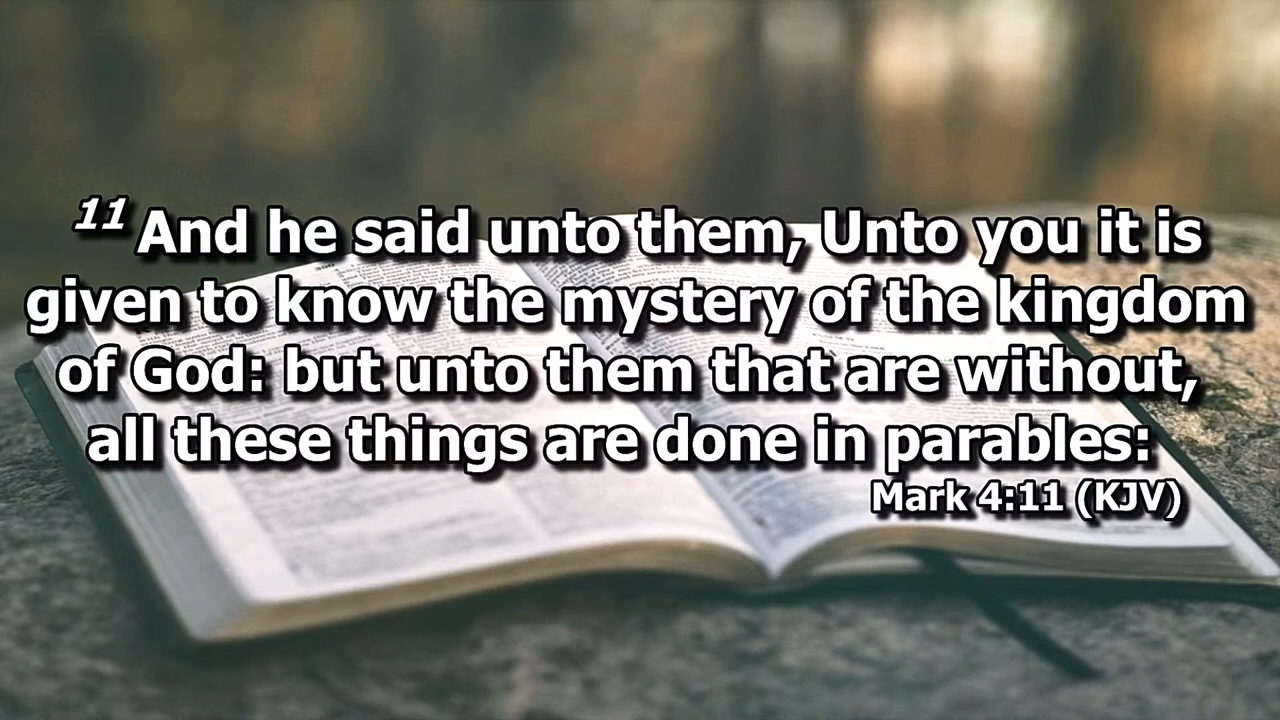 11 And he said unto them, Unto you it is
given to know the mystery of the kingdom
of God: but unto them that are without,
all these things are done in parables:
Mark 4:11 (KJV)